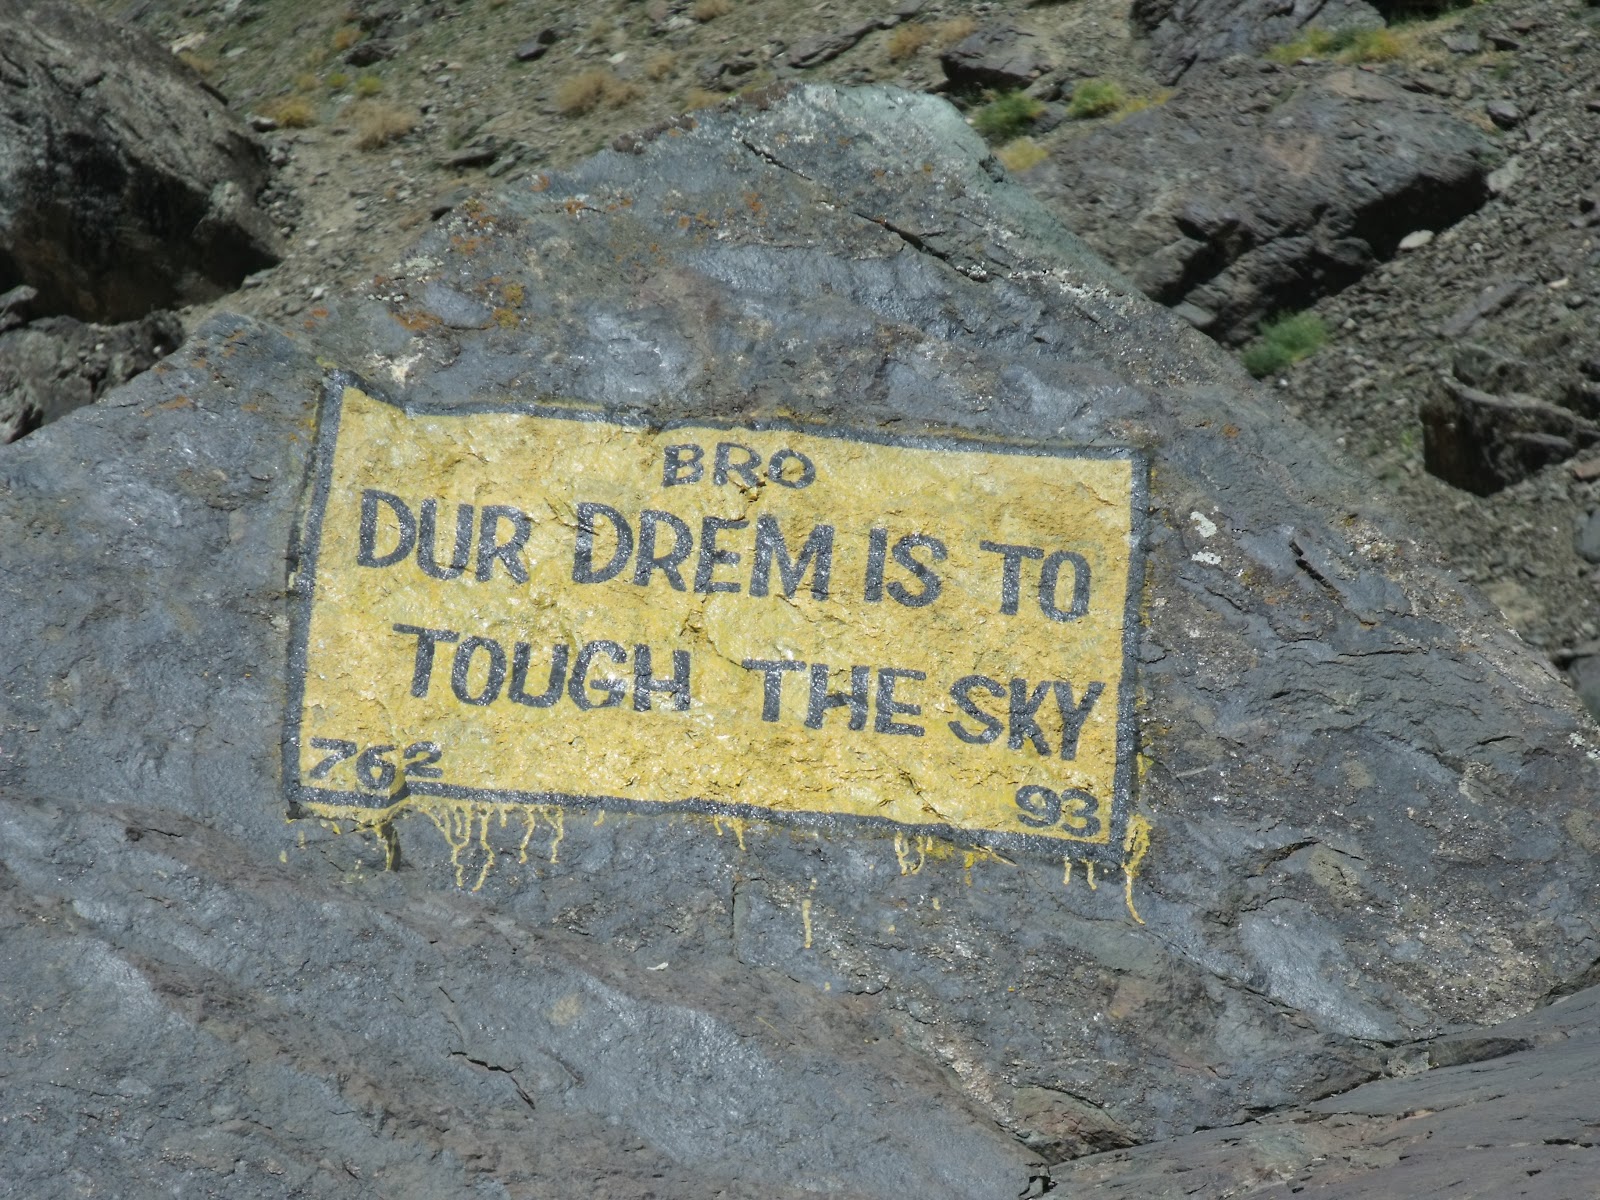 BRO
DUR DREM IS TO
TOUGH THE SKY
762 93